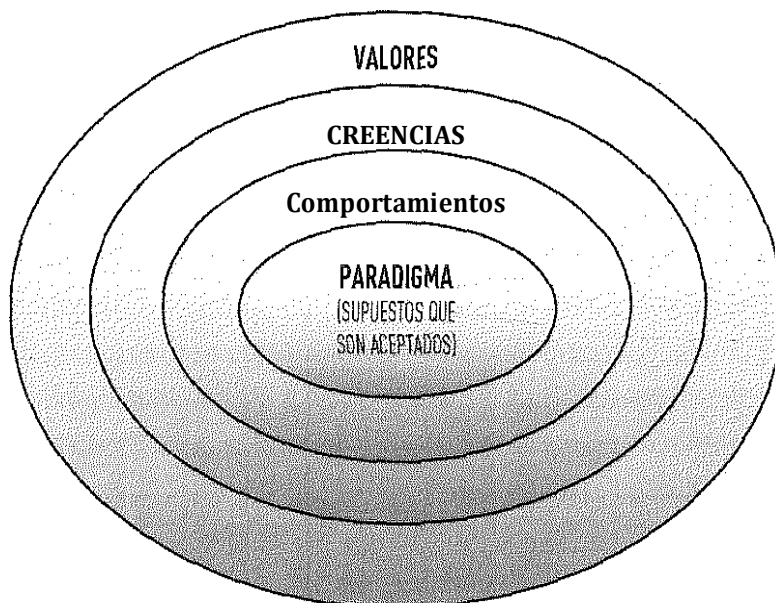 VALORES
CREENCIAS
Comportamientos
PARADIGMA
(SUPUESTOS QUE
SON ACEPTADOS)